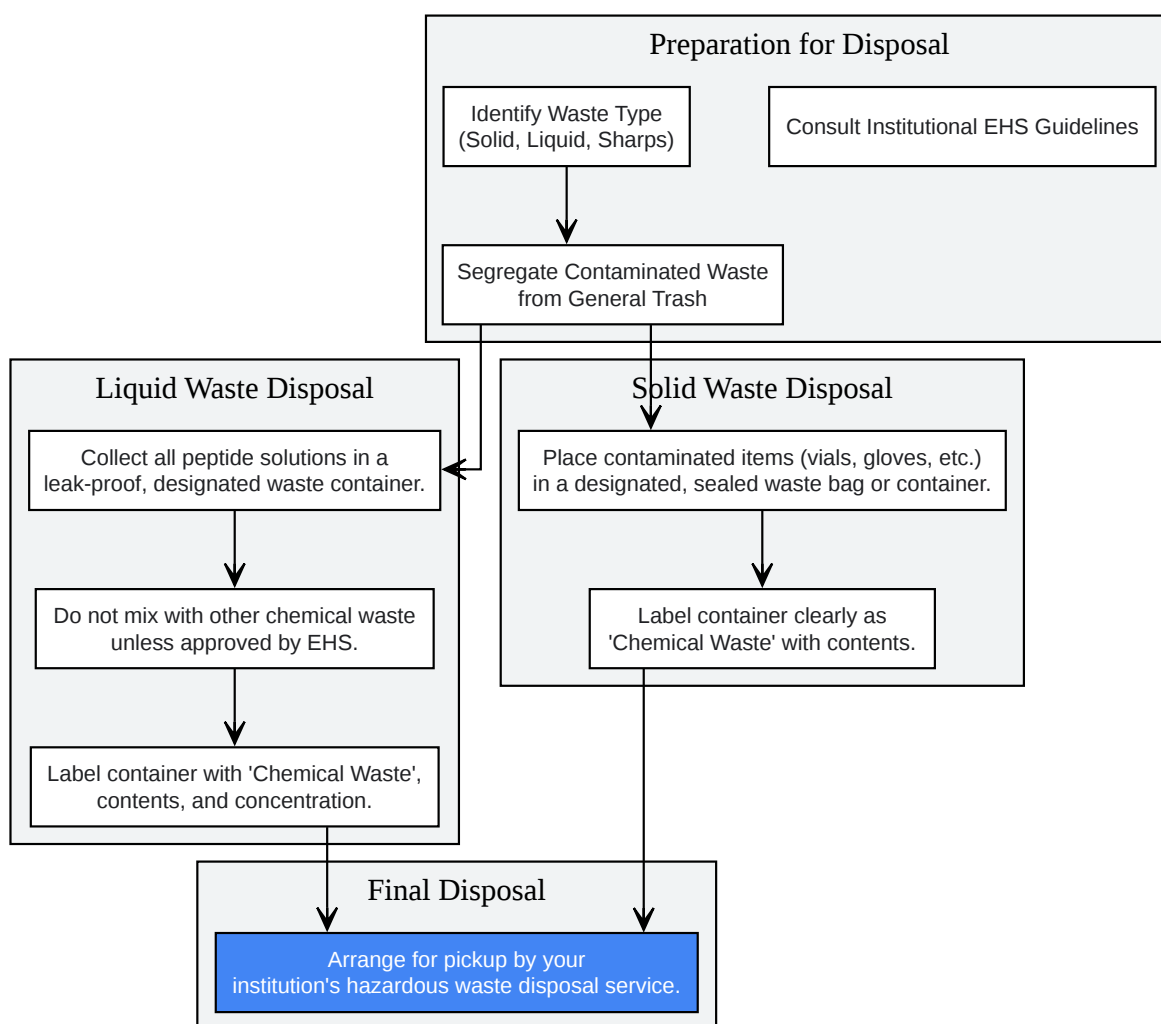 Preparation for Disposal
Identify Waste Type
(Solid, Liquid, Sharps)
Consult Institutional EHS Guidelines
Segregate Contaminated Waste
from General Trash
Liquid Waste Disposal
Collect all peptide solutions in a
leak-proof, designated waste container.
Do not mix with other chemical waste
unless approved by EHS.
Label container with 'Chemical Waste',
contents, and concentration.
Solid Waste Disposal
Place contaminated items (vials, gloves, etc.)
in a designated, sealed waste bag or container.
Label container clearly as
'Chemical Waste' with contents.
Final Disposal
Arrange for pickup by your
institution's hazardous waste disposal service.